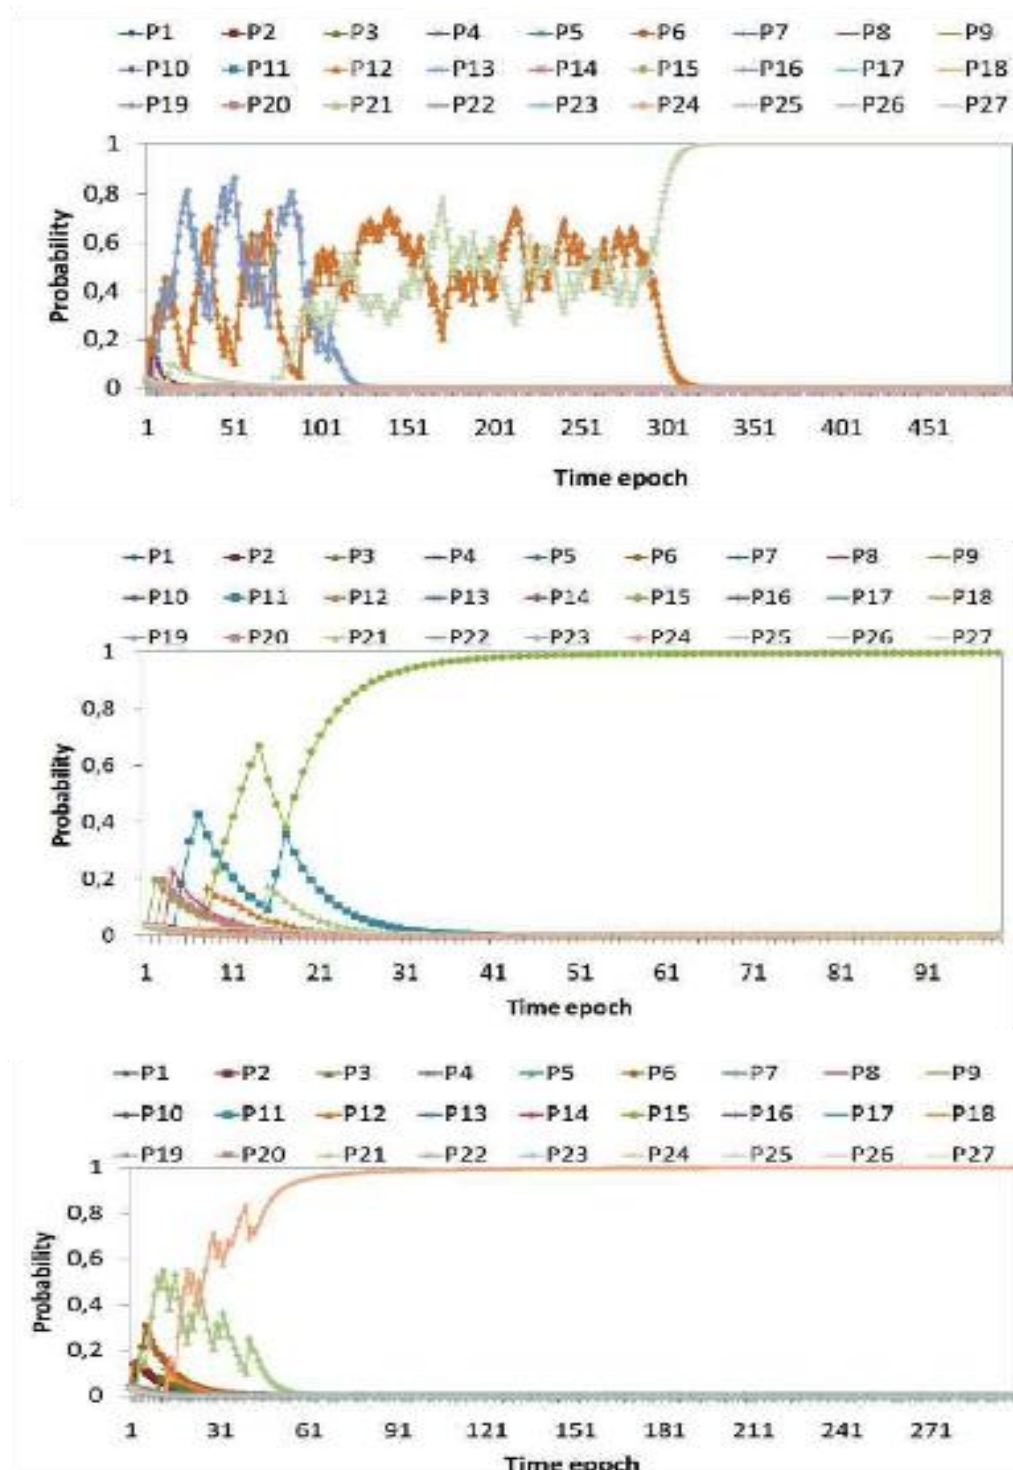 P1 P2 P3 P4 P5 P6 P7 P8 P9
P10 P11 P12 P13 P14 P15 P16 P17 P18
P19 P20 P21 P22 P23 P24 P25 P26 P27
1
0,8
0,6
0,4
0,2
0
Probability
1 51 101 151 201 251 301 351 401 451
Time epoch
P1 P2 P3 P4 P5 P6 P7 P8 P9
P10 P11 P12 P13 P14 P15 P16 P17 P18
P19 P20 P21 P22 P23 P24 P25 P26 P27
1
0,8
0,6
0,4
0,2
0
Probability
1 11 21 31 41 51 61 71 81 91
Time epoch
P1 P2 P3 P4 P5 P6 P7 P8 P9
P10 P11 P12 P13 P14 P15 P16 P17 P18
P19 P20 P21 P22 P23 P24 P25 P26 P27
1
0,8
0,6
0,4
0,2
0
Probability
1 31 61 91 121 151 181 211 241 271
Time epoch